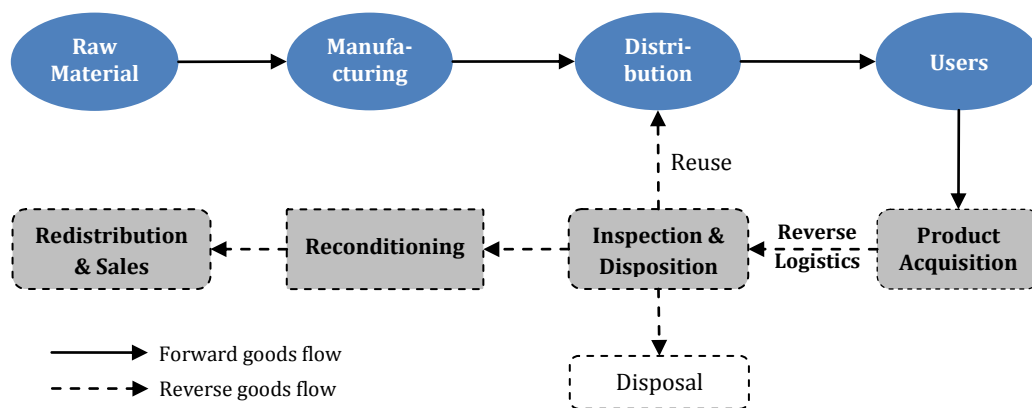 Raw
Material
Manufa-
cturing
Distri-
bution
Users
Reuse
Redistribution
& Sales
Reconditioning
Inspection &
Disposition
Reverse
Logistics
Product
Acquisition
Forward goods flow
Reverse goods flow
Disposal